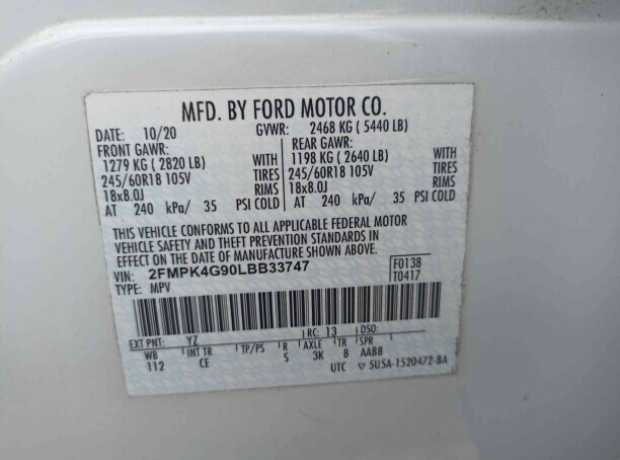 MFD. BY FORD MOTOR CO.
DATE: 10/20 GVWR: 2468 KG ( 5440 LB)
FRONT GAWR: REAR GAWR:
1279 KG ( 2820 LB) WITH 1198 KG ( 2640 LB) WITH
245/60R18 105V TIRES 245/60R18 105V TIRES
18x8.0J RIMS 18x8.0J RIMS
AT 240 kPa/ 35 PSI COLD AT 240 kPa/ 35 PSI COLD
THIS VEHICLE CONFORMS TO ALL APPLICABLE FEDERAL MOTOR
VEHICLE SAFETY AND THEFT PREVENTION STANDARDS IN
EFFECT ON THE DATE OF MANUFACTURE SHOWN ABOVE.
VIN: 2FMPK4G90LBB33747 F0138
TYPE: MPV T0417
EXT PNT: YZ RC: 13 DSO:
WB INT TR TP/PS R AXLE TR SPR
112 CE S 3K 8 AABB
UTC 5U5A-1520472-BA